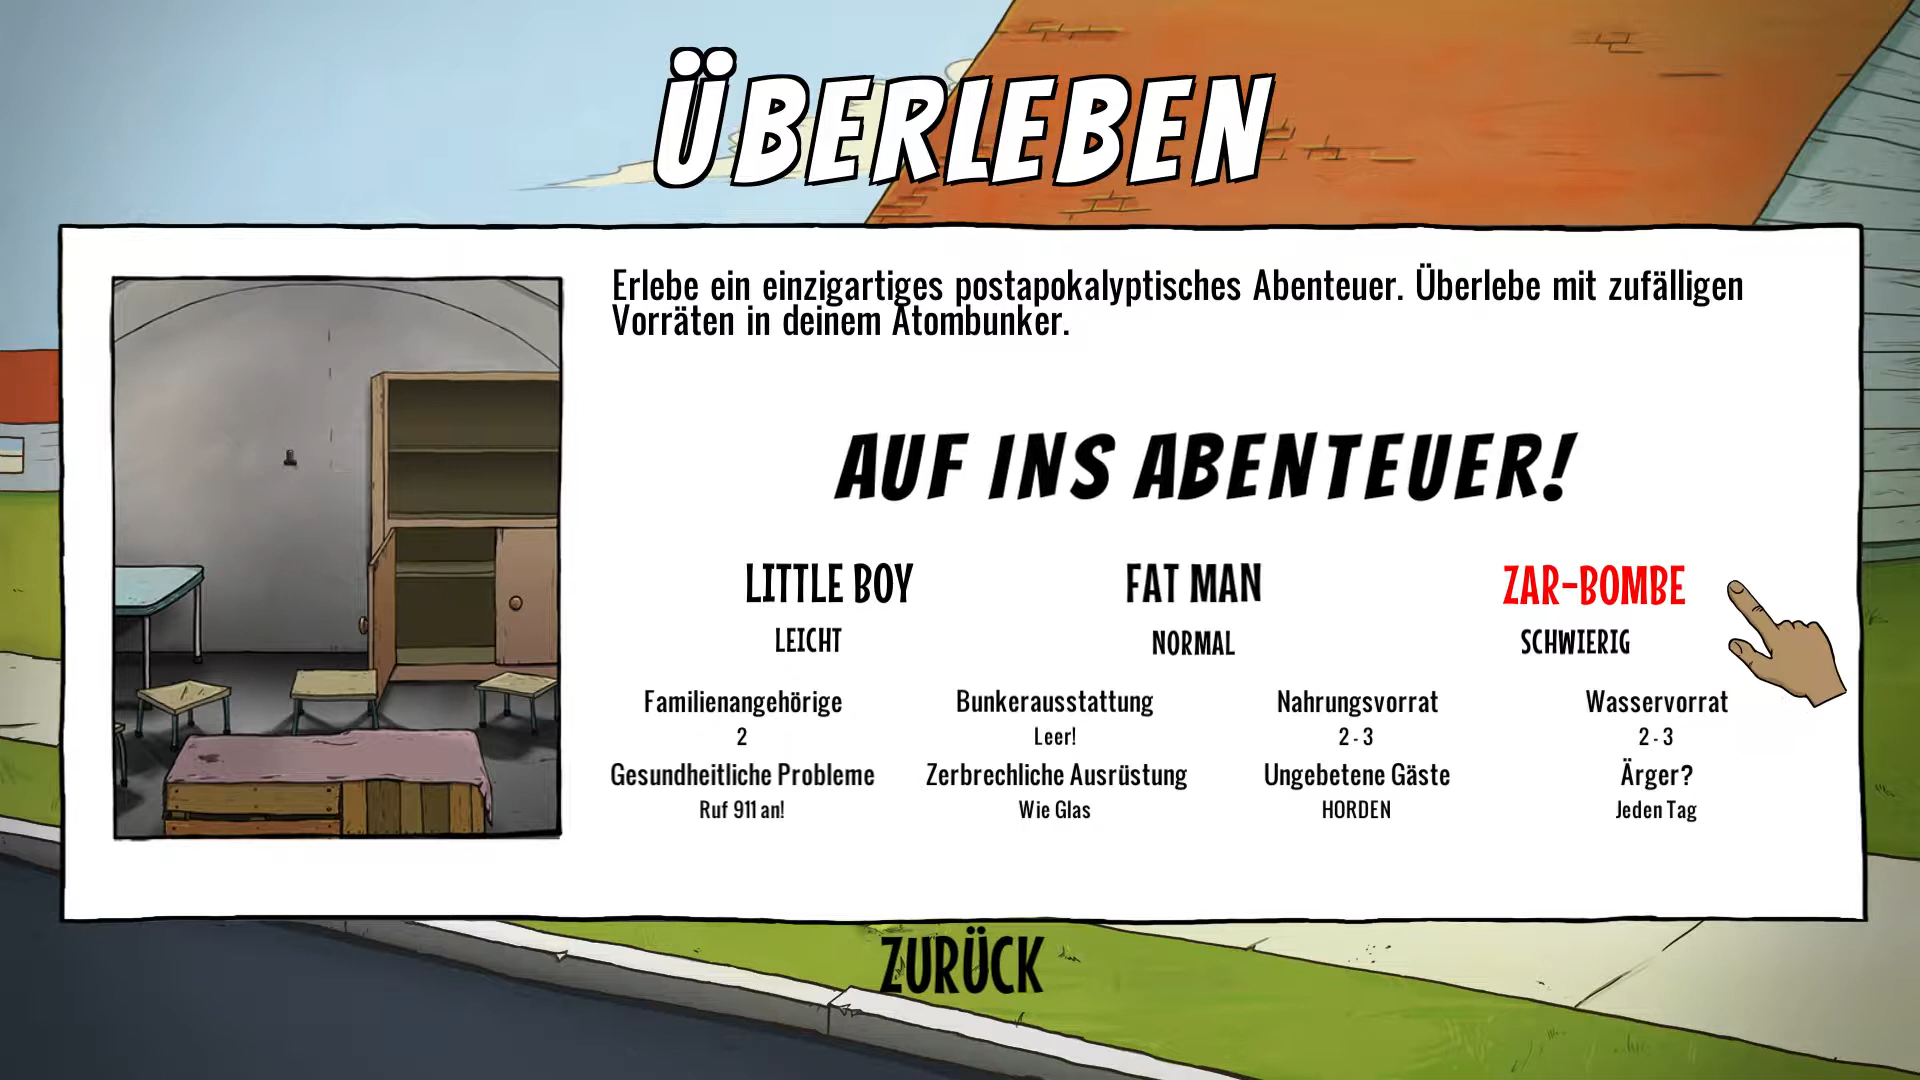 ÜBERLEBEN
Erlebe ein einzigartiges postapokalyptisches Abenteuer. Überlebe mit zufälligen
Vorräten in deinem Atombunker.
AUF INS ABENTEUER!
LITTLE BOY FAT MAN ZAR-BOMBE
LEICHT NORMAL SCHWIERIG
Familienangehörige Bunkerausstattung Nahrungsvorrat Wasservorrat
2 Leer! 2 - 3 2 - 3
Gesundheitliche Probleme Zerbrechliche Ausrüstung Ungebetene Gäste Ärger?
Ruf 911 an! Wie Glas HORDEN Jeden Tag
ZURÜCK